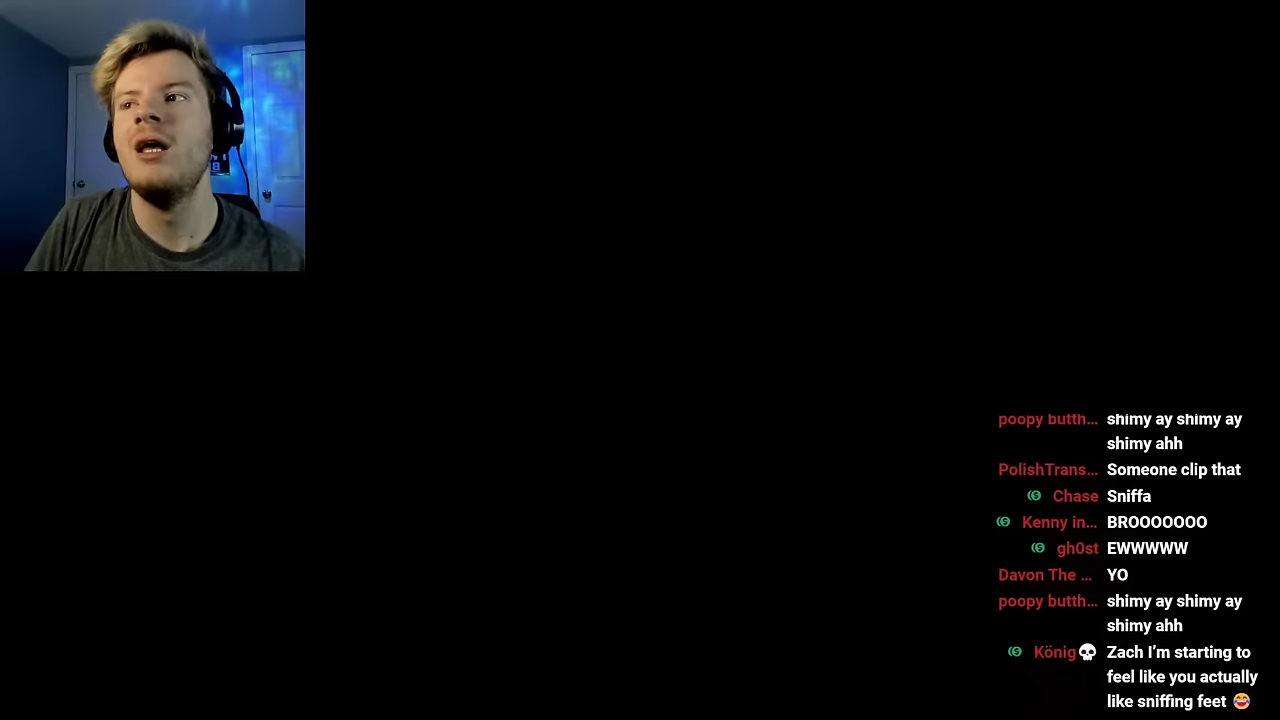 poopy butth… shimy ay shimy ay
shimy ahh
PolishTrans… Someone clip that
Chase Sniffa
Kenny in… BROOOOOOO
gh0st EWWWWW
Davon The … YO
poopy butth… shimy ay shimy ay
shimy ahh
König💀 Zach I’m starting to
feel like you actually
like sniffing feet 😂